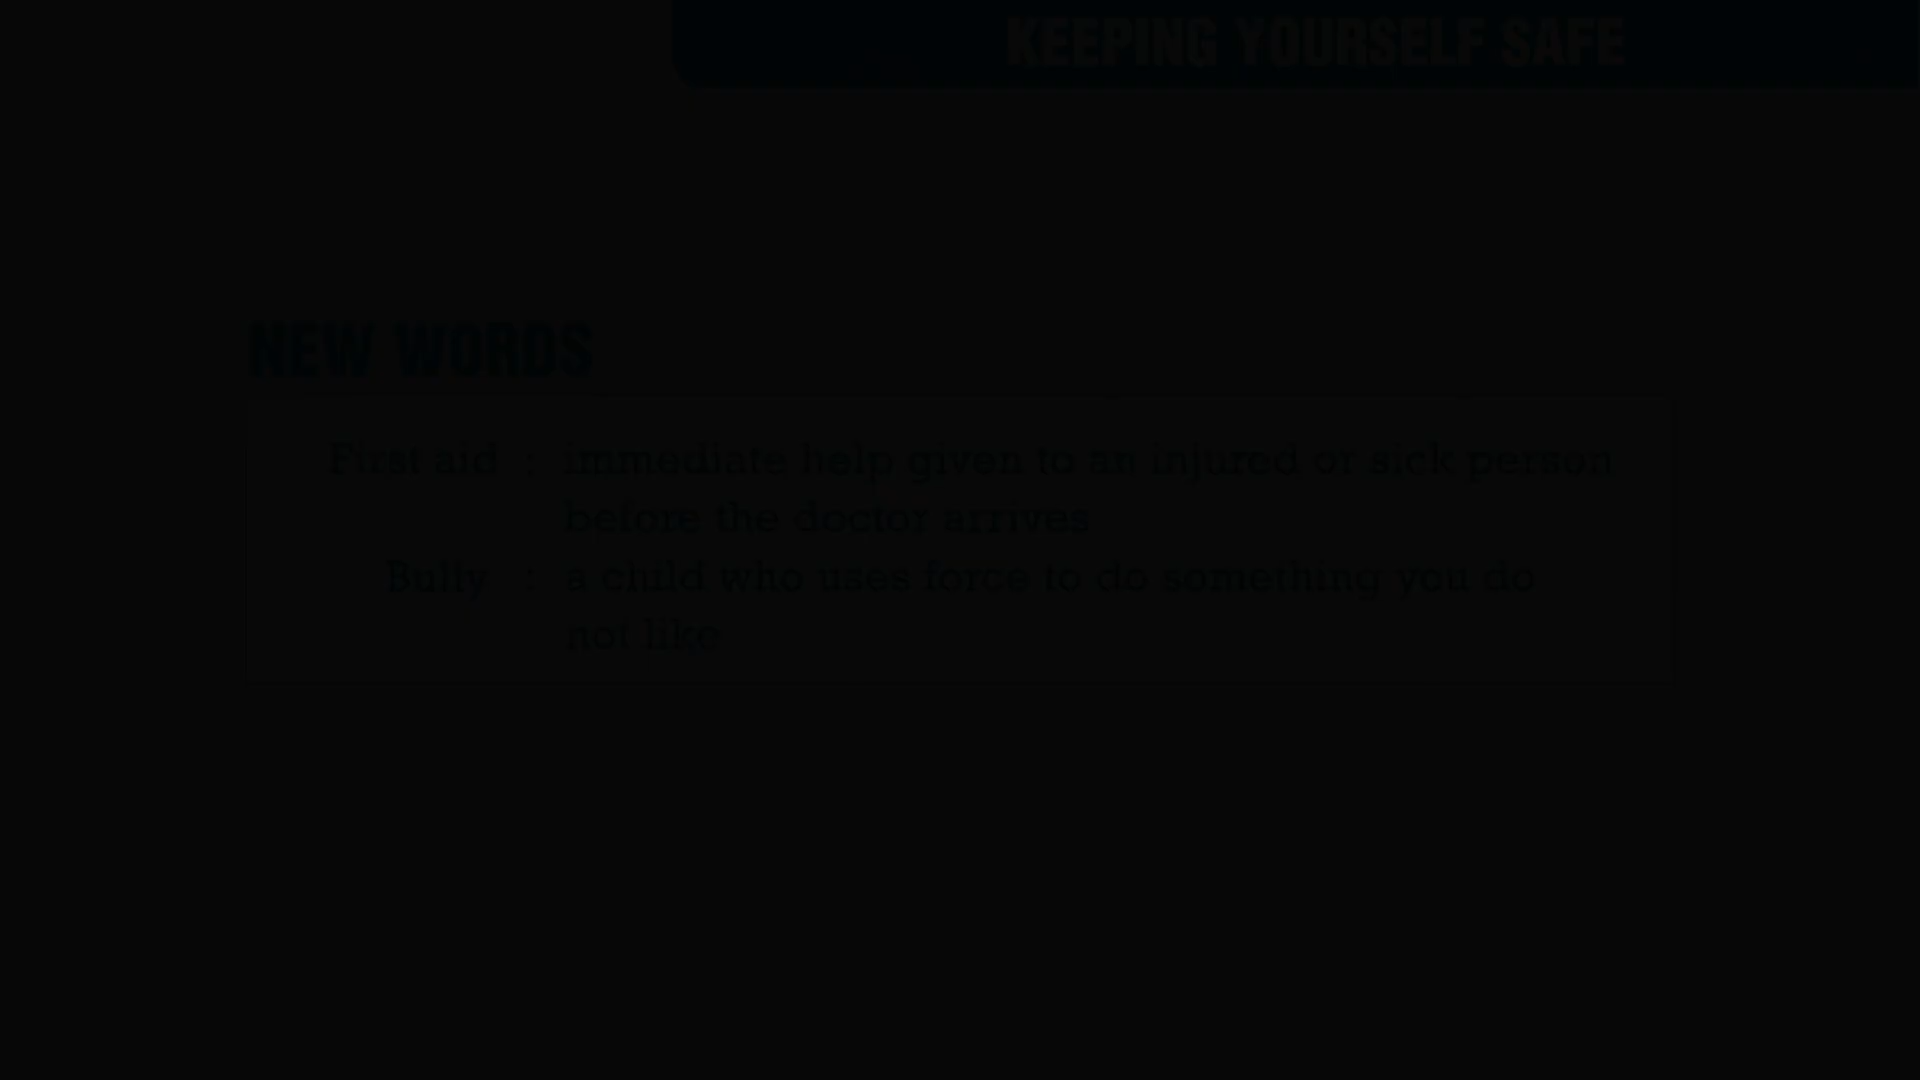 KEEPING YOURSELF SAFE
NEW WORDS
First aid : immediate help given to an injured or sick person
before the doctor arrives
Bully : a child who uses force to do something you do
not like